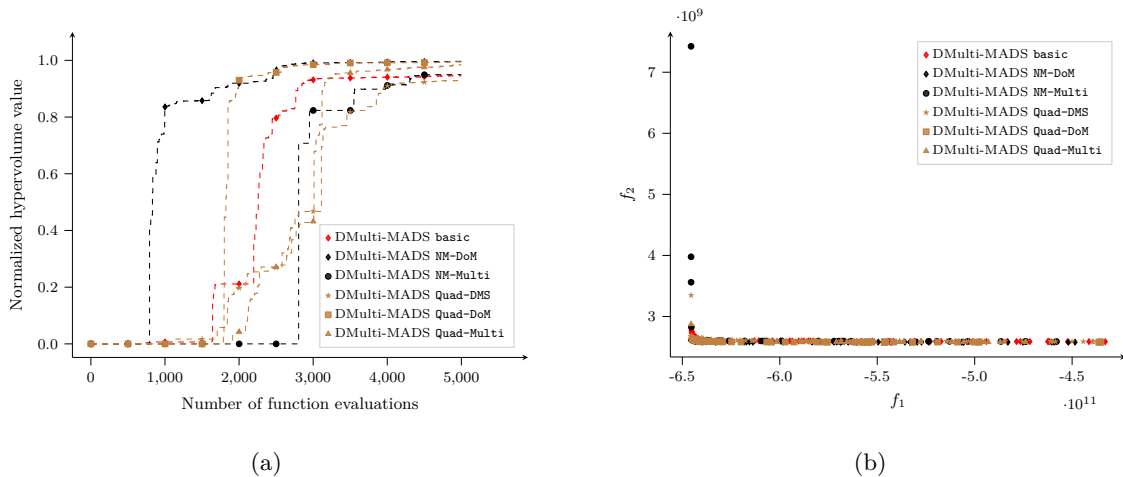 Normalized hypervolume value
1.0
0.8
0.6
0.4
0.2
0.0
0
1,000
2,000
3,000
4,000
5,000
Number of function evaluations
DMulti-MADS basic
DMulti-MADS NM-DoM
DMulti-MADS NM-Multi
DMulti-MADS Quad-DMS
DMulti-MADS Quad-DoM
DMulti-MADS Quad-Multi
(a)
·10⁹
f₂
7
6
5
4
3
-6.5
-6.0
-5.5
-5.0
-4.5
f₁
·10¹¹
DMulti-MADS basic
DMulti-MADS NM-DoM
DMulti-MADS NM-Multi
DMulti-MADS Quad-DMS
DMulti-MADS Quad-DoM
DMulti-MADS Quad-Multi
(b)